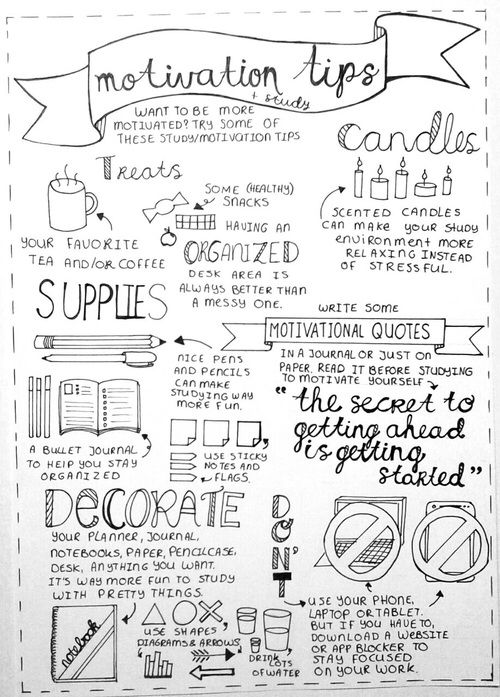 motivation tips
+ study
WANT TO BE MORE
MOTIVATED? TRY SOME OF
THESE STUDY/MOTIVATION TIPS
Candles
SCENTED CANDLES
CAN MAKE YOUR STUDY
ENVIRONMENT MORE
RELAXING INSTEAD
OF STRESSFUL.
Treats
SOME (HEALTHY)
SNACKS
YOUR FAVORITE
TEA AND/OR COFFEE
HAVING AN
ORGANIZED
DESK AREA IS
ALWAYS BETTER THAN
A MESSY ONE.
SUPPLIES
NICE PENS
AND PENCILS
CAN MAKE
STUDYING WAY
MORE FUN.
A BULLET JOURNAL
TO HELP YOU STAY
ORGANIZED
USE STICKY
NOTES AND
FLAGS.
WRITE SOME
MOTIVATIONAL QUOTES
IN A JOURNAL OR JUST ON
PAPER. READ IT BEFORE STUDYING
TO MOTIVATE YOURSELF
"the secret to
getting ahead
is getting
started"
DECORATE
YOUR PLANNER, JOURNAL,
NOTEBOOKS, PAPER, PENCILCASE,
DESK, ANYTHING YOU WANT.
IT'S WAY MORE FUN TO STUDY
WITH PRETTY THINGS.
notebook
USE SHAPES,
DIAGRAMS & ARROWS
DRINK LOTS
OF WATER
DON'T
USE YOUR PHONE,
LAPTOP OR TABLET.
BUT IF YOU HAVE TO,
DOWNLOAD A WEBSITE
OR APP BLOCKER TO
STAY FOCUSED
ON YOUR WORK.